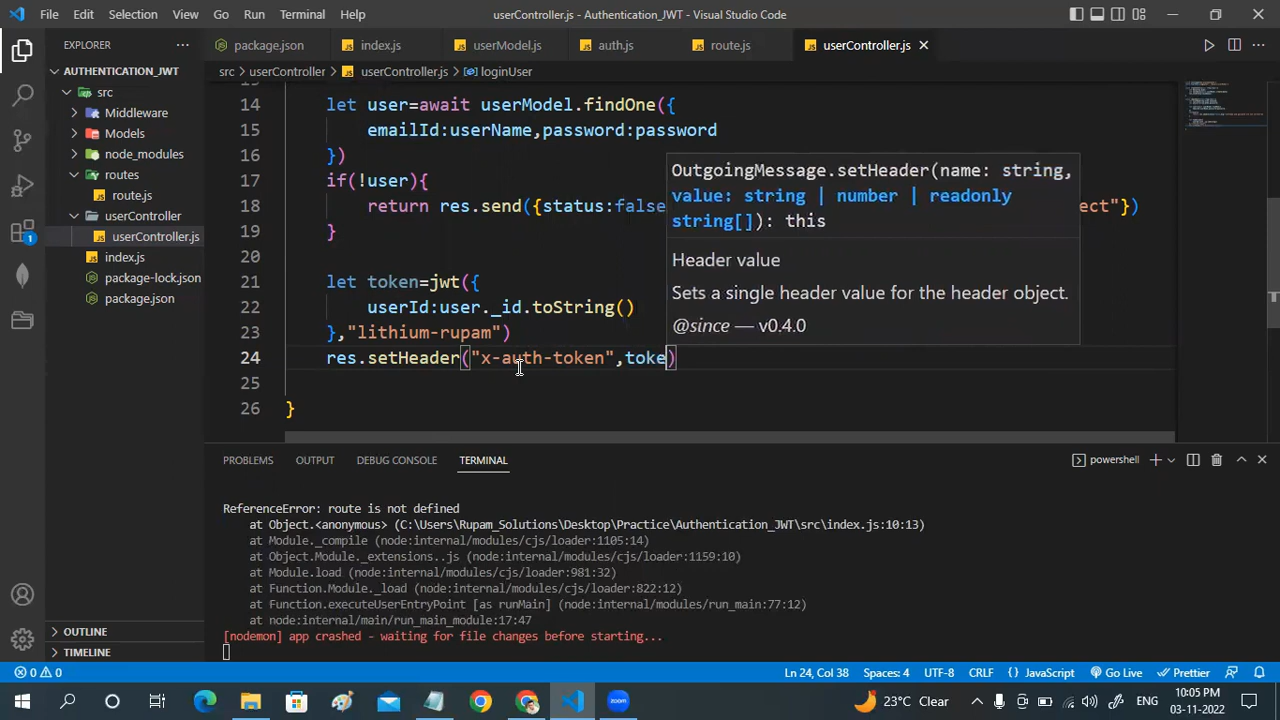 File Edit Selection View Go Run Terminal Help userController.js - Authentication_JWT - Visual Studio Code
EXPLORER
package.json index.js userModel.js auth.js route.js userController.js
AUTHENTICATION_JWT
src
Middleware
Models
node_modules
routes
route.js
userController
userController.js
index.js
package-lock.json
package.json
OUTLINE
TIMELINE
src > userController > userController.js > loginUser
14 let user=await userModel.findOne({
15 emailId:userName,password:password
16 })
17 if(!user){
18 return res.send({status:false ect"})
19 }
20
21 let token=jwt({
22 userId:user._id.toString()
23 },"lithium-rupam")
24 res.setHeader("x-auth-token",toke)
25
26 }
OutgoingMessage.setHeader(name: string,
value: string | number | readonly
string[]): this
Header value
Sets a single header value for the header object.
@since — v0.4.0
PROBLEMS OUTPUT DEBUG CONSOLE TERMINAL powershell
ReferenceError: route is not defined
at Object.<anonymous> (C:\Users\Rupam_Solutions\Desktop\Practice\Authentication_JWT\src\index.js:10:13)
at Module._compile (node:internal/modules/cjs/loader:1105:14)
at Object.Module._extensions..js (node:internal/modules/cjs/loader:1159:10)
at Module.load (node:internal/modules/cjs/loader:981:32)
at Function.Module._load (node:internal/modules/cjs/loader:822:12)
at Function.executeUserEntryPoint [as runMain] (node:internal/modules/run_main:77:12)
at node:internal/main/run_main_module:17:47
[nodemon] app crashed - waiting for file changes before starting...
0 0 Ln 24, Col 38 Spaces: 4 UTF-8 CRLF {} JavaScript Go Live Prettier
23°C Clear ENG 10:05 PM
03-11-2022